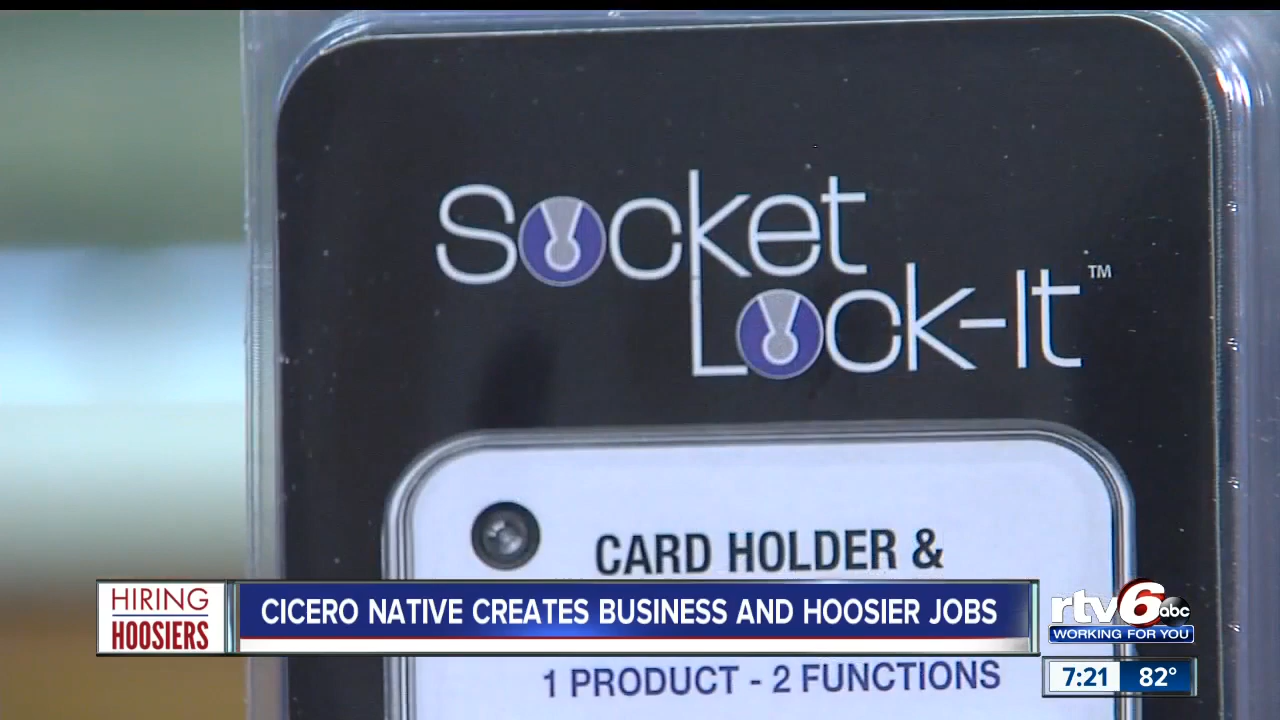 Socket
Lock-It™
CARD HOLDER &
HIRING
HOOSIERS
CICERO NATIVE CREATES BUSINESS AND HOOSIER JOBS
rtv6 abc
WORKING FOR YOU
1 PRODUCT - 2 FUNCTIONS
7:21 82°